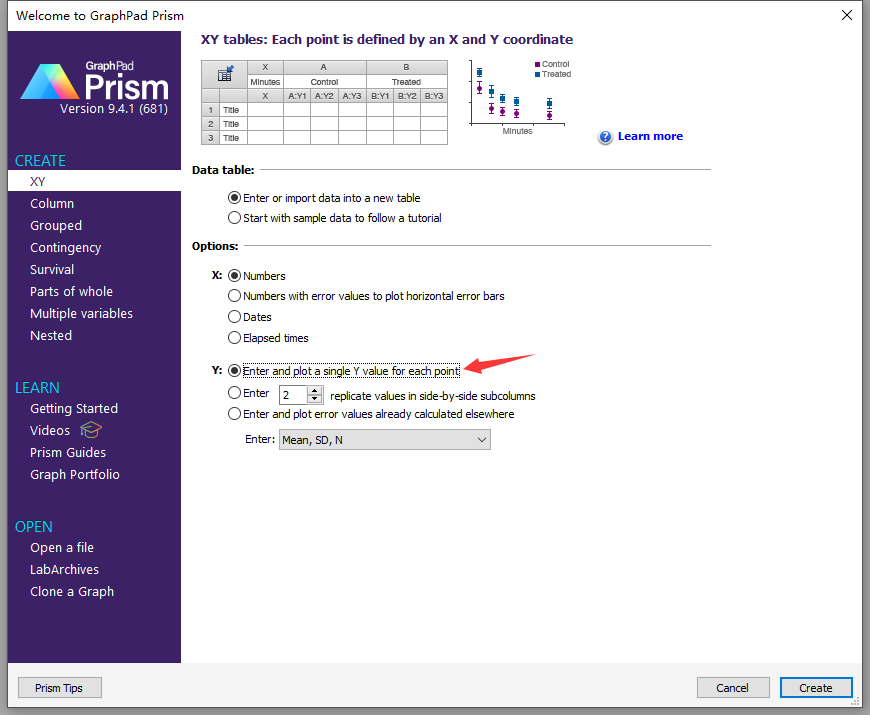 Welcome to GraphPad Prism
GraphPad
Prism
Version 9.4.1 (681)
CREATE
XY
Column
Grouped
Contingency
Survival
Parts of whole
Multiple variables
Nested
LEARN
Getting Started
Videos
Prism Guides
Graph Portfolio
OPEN
Open a file
LabArchives
Clone a Graph
XY tables: Each point is defined by an X and Y coordinate
X A B
Minutes Control Treated
X A:Y1 A:Y2 A:Y3 B:Y1 B:Y2 B:Y3
1 Title
2 Title
3 Title
Control
Treated
Minutes
? Learn more
Data table:
Enter or import data into a new table
Start with sample data to follow a tutorial
Options:
X: Numbers
Numbers with error values to plot horizontal error bars
Dates
Elapsed times
Y: Enter and plot a single Y value for each point
Enter 2 replicate values in side-by-side subcolumns
Enter and plot error values already calculated elsewhere
Enter: Mean, SD, N
Prism Tips Cancel Create